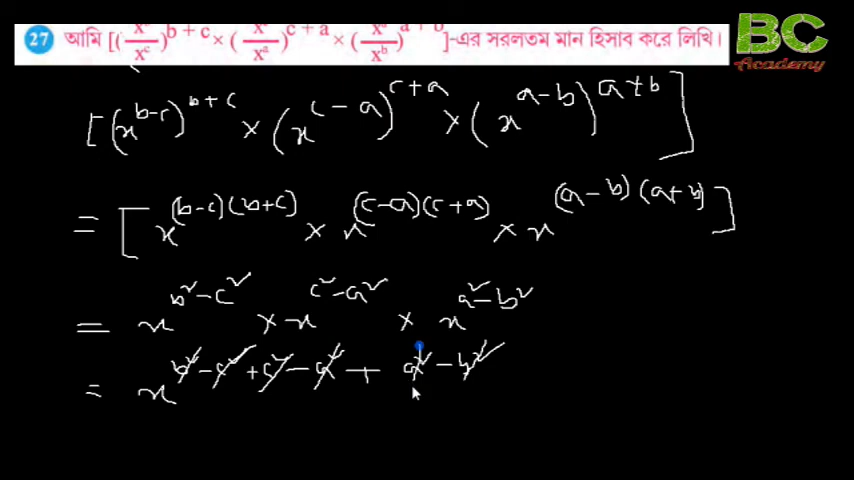 27 আমি [(x^b/x^c)^b + c × (x^c/x^a)^c + a × (x^a/x^b)^a + b]-এর সরলতম মান হিসাব করে লিখি। BC
Academy
[(x^b-c)^b+c × (x^c-a)^c+a × (x^a-b)^a+b]
= [x^(b-c)(b+c) × x^(c-a)(c+a) × x^(a-b)(a+b)]
= x^b²-c² × x^c²-a² × x^a²-b²
= x^b²-c²+c²-a²+a²-b²